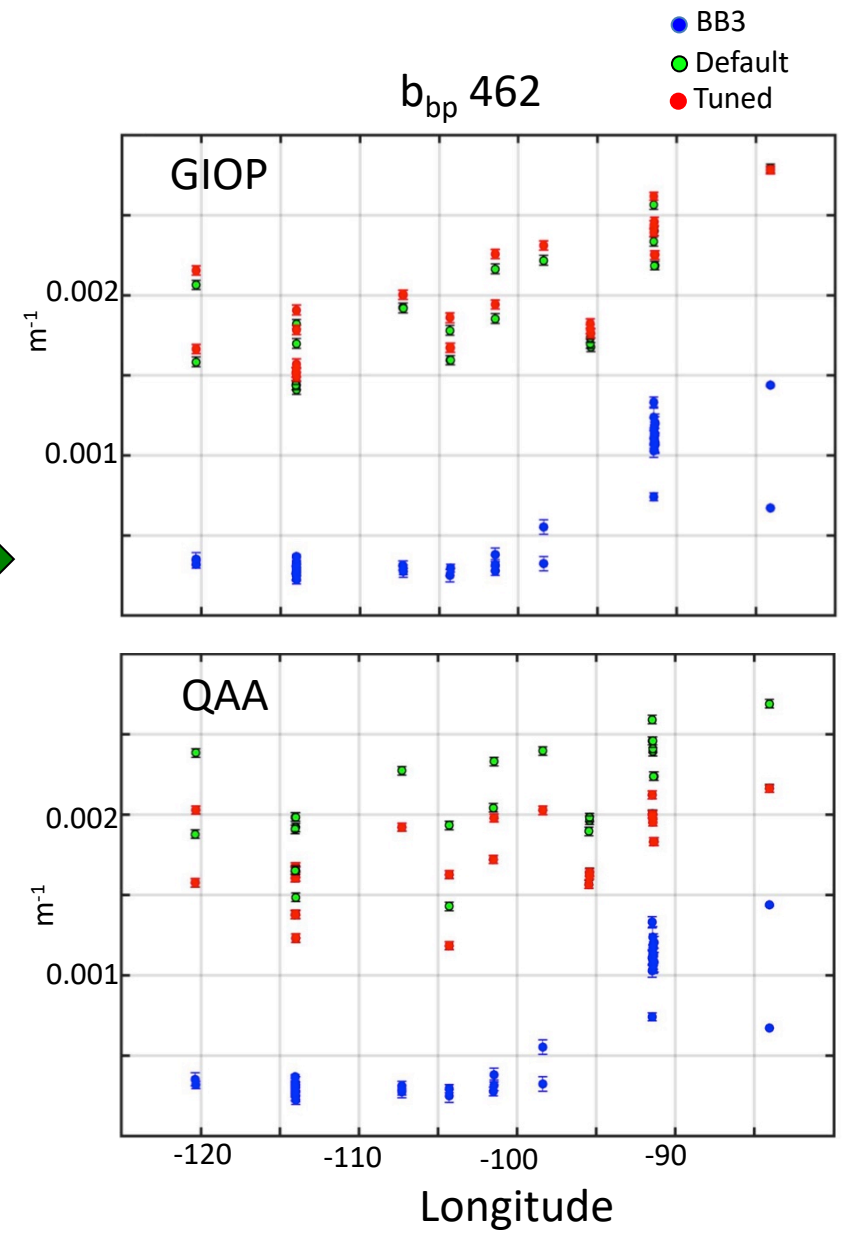 BB3
Default
Tuned
b_bp 462
GIOP
0.002
m⁻¹
0.001
QAA
0.002
m⁻¹
0.001
-120 -110 -100 -90
Longitude